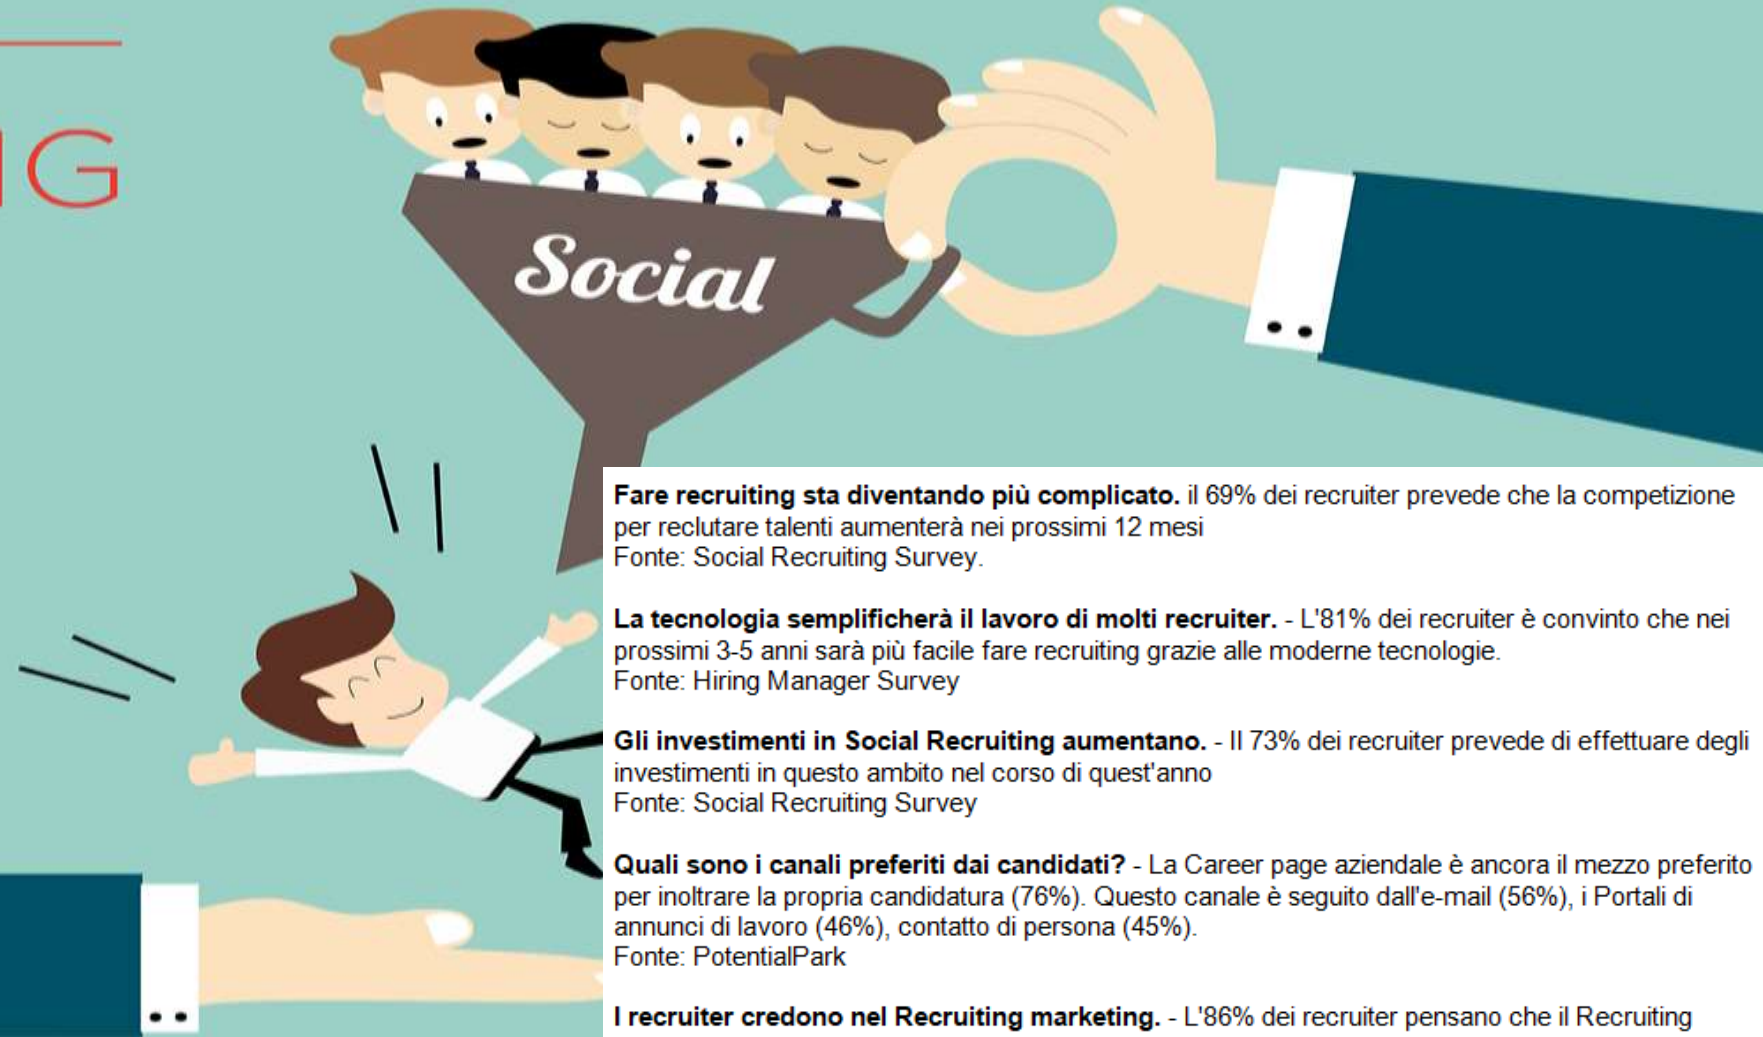 G
Social
Fare recruiting sta diventando più complicato. il 69% dei recruiter prevede che la competizione
per reclutare talenti aumenterà nei prossimi 12 mesi
Fonte: Social Recruiting Survey.
La tecnologia semplificherà il lavoro di molti recruiter. - L'81% dei recruiter è convinto che nei
prossimi 3-5 anni sarà più facile fare recruiting grazie alle moderne tecnologie.
Fonte: Hiring Manager Survey
Gli investimenti in Social Recruiting aumentano. - Il 73% dei recruiter prevede di effettuare degli
investimenti in questo ambito nel corso di quest'anno
Fonte: Social Recruiting Survey
Quali sono i canali preferiti dai candidati? - La Career page aziendale è ancora il mezzo preferito
per inoltrare la propria candidatura (76%). Questo canale è seguito dall'e-mail (56%), i Portali di
annunci di lavoro (46%), contatto di persona (45%).
Fonte: PotentialPark
I recruiter credono nel Recruiting marketing. - L'86% dei recruiter pensano che il Recruiting